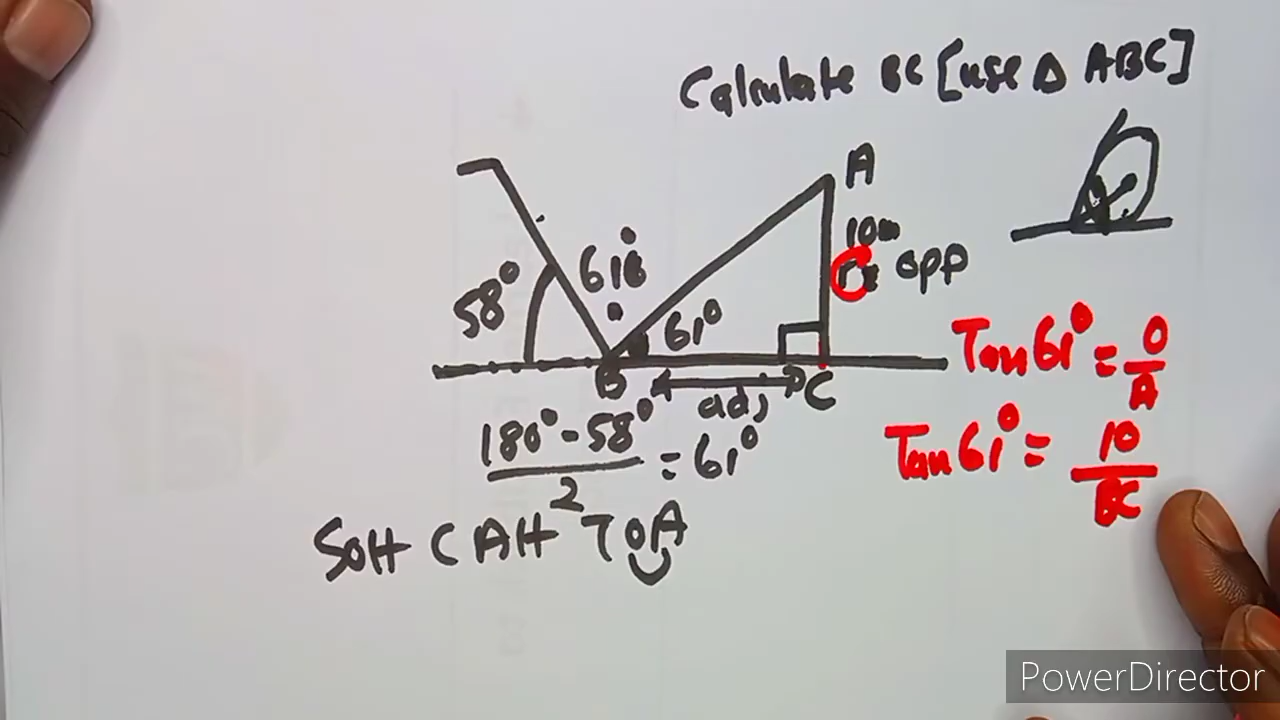 Calculate BC [use Δ ABC]
A
10m
opp
58°
61°
61°
B
adj
C
180° - 58°
2
= 61°
SOH CAH TOA
Tan 61° = O/A
Tan 61° = 10/BC
PowerDirector